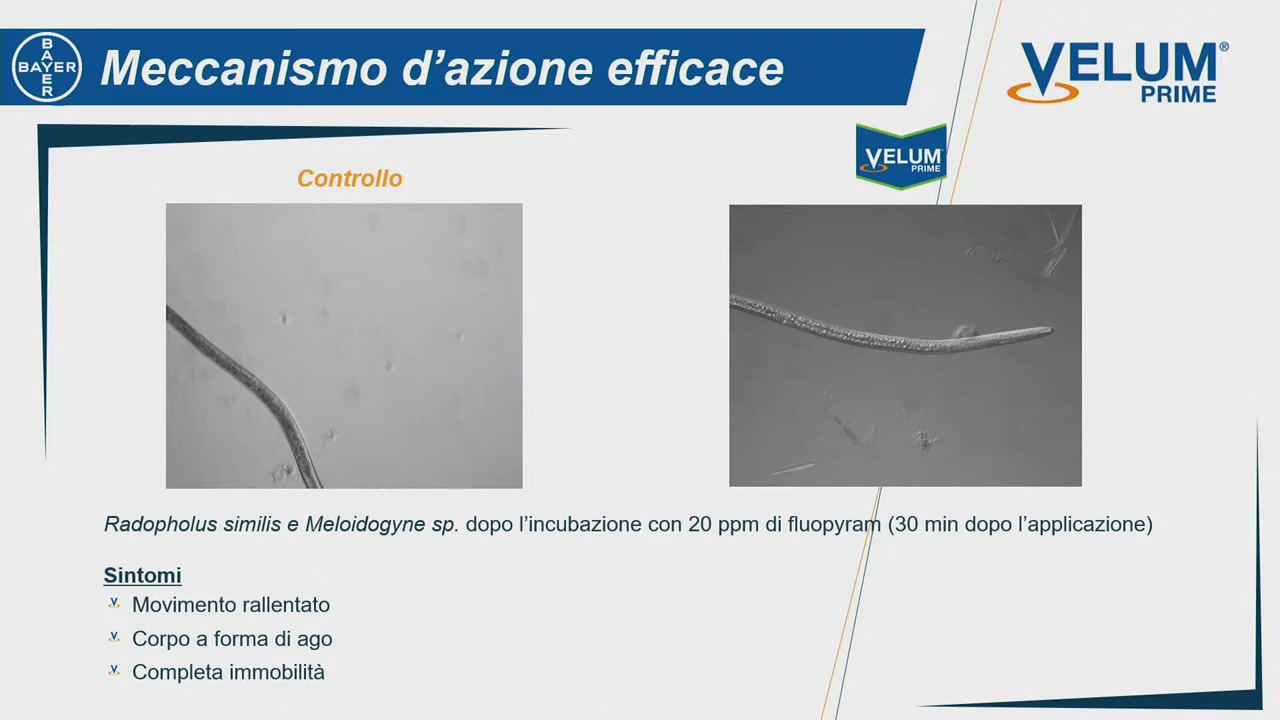 BAYER
BAYER
Meccanismo d’azione efficace
VELUM®
PRIME
Controllo
VELUM®
PRIME
Radopholus similis e Meloidogyne sp. dopo l’incubazione con 20 ppm di fluopyram (30 min dopo l’applicazione)
Sintomi
Movimento rallentato
Corpo a forma di ago
Completa immobilità